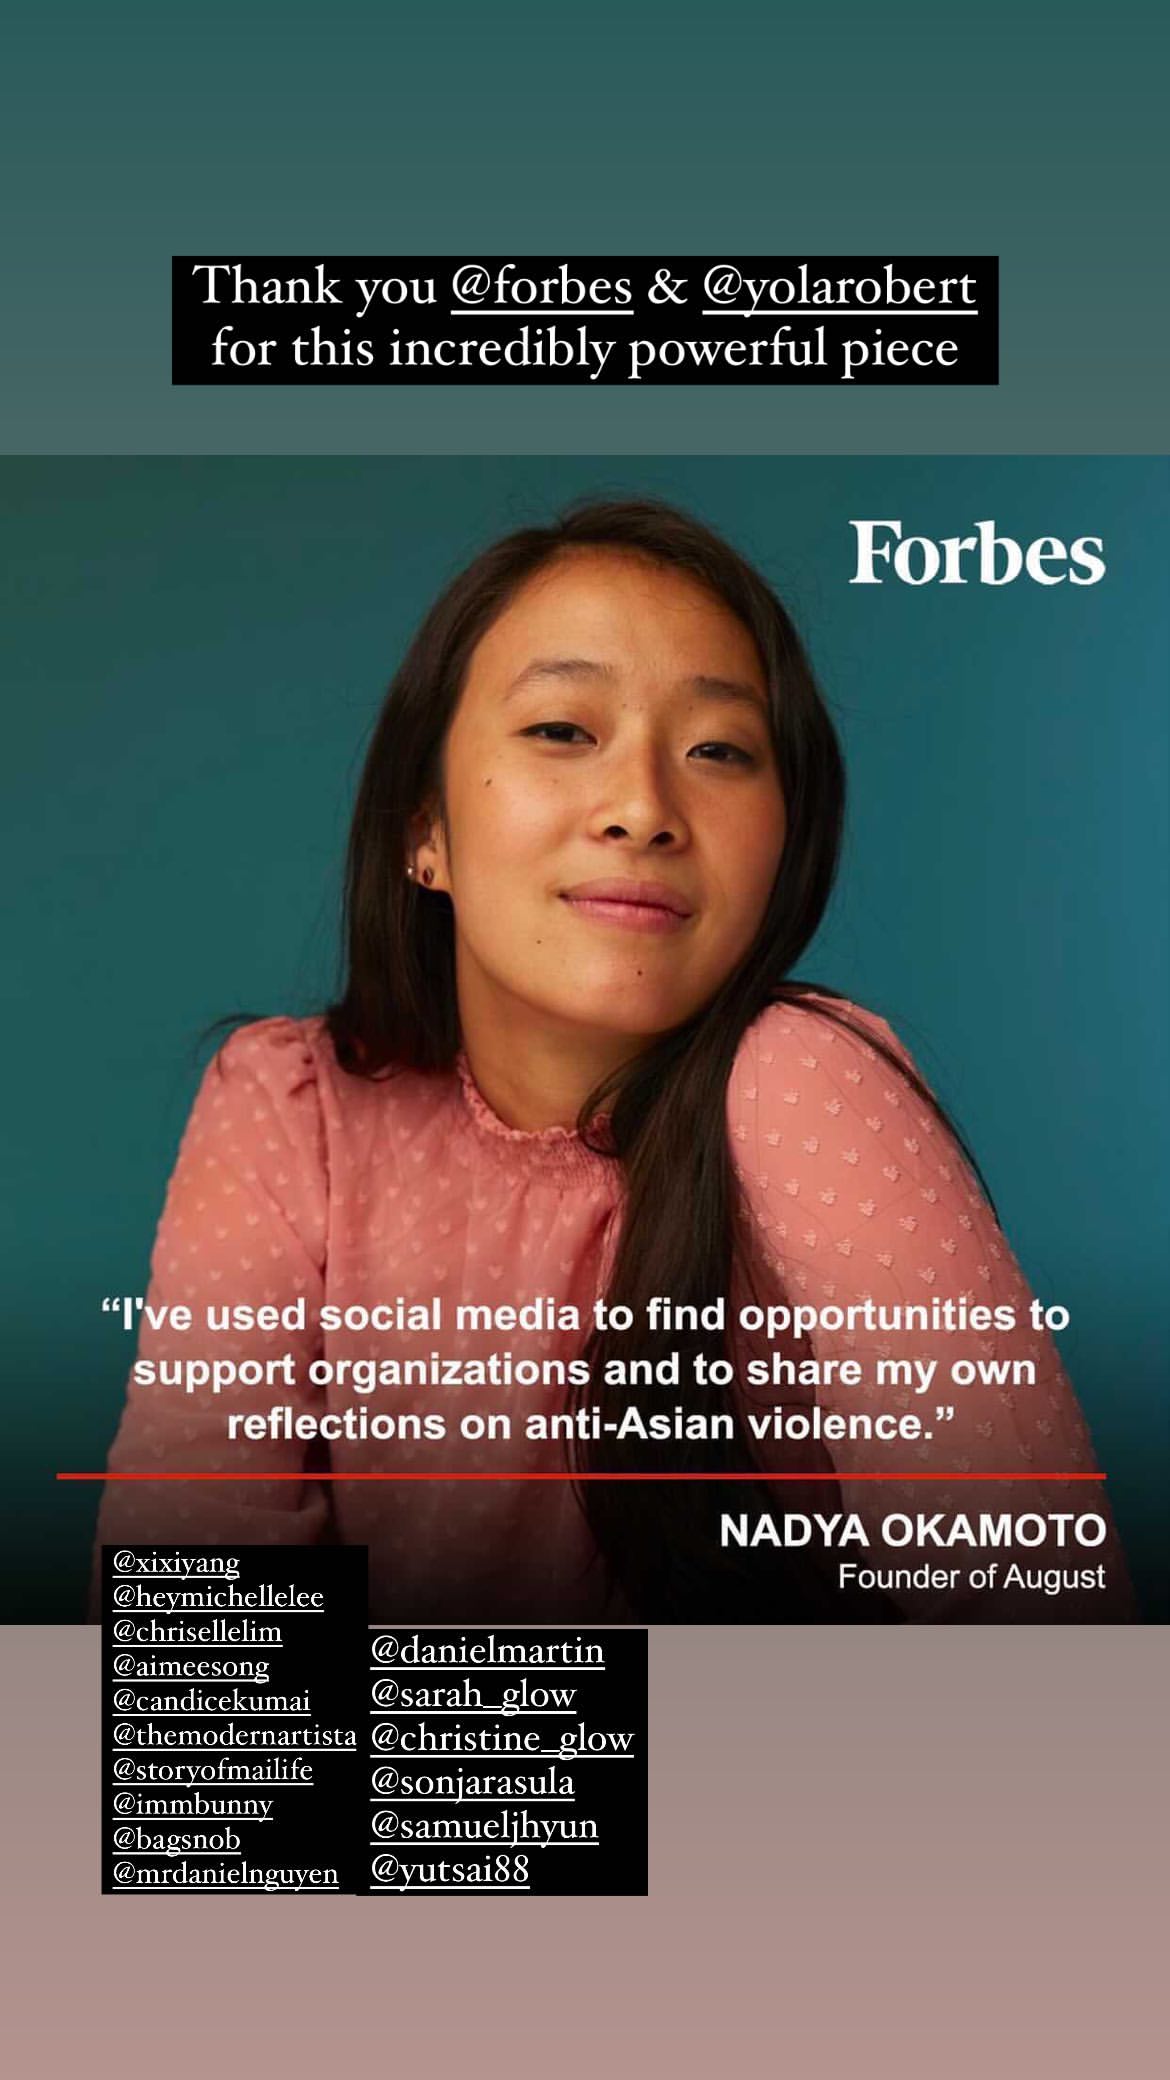 Thank you @forbes & @yolarobert
for this incredibly powerful piece
Forbes
“I've used social media to find opportunities to
support organizations and to share my own
reflections on anti-Asian violence.”
NADYA OKAMOTO
Founder of August
@xixiyang
@heymichellelee
@chrisellelim
@aimeesong
@candicekumai
@themodernartista
@storyofmailife
@immbunny
@bagsnob
@mrdanielnguyen
@danielmartin
@sarah_glow
@christine_glow
@sonjarasula
@samueljhyun
@yutsai88